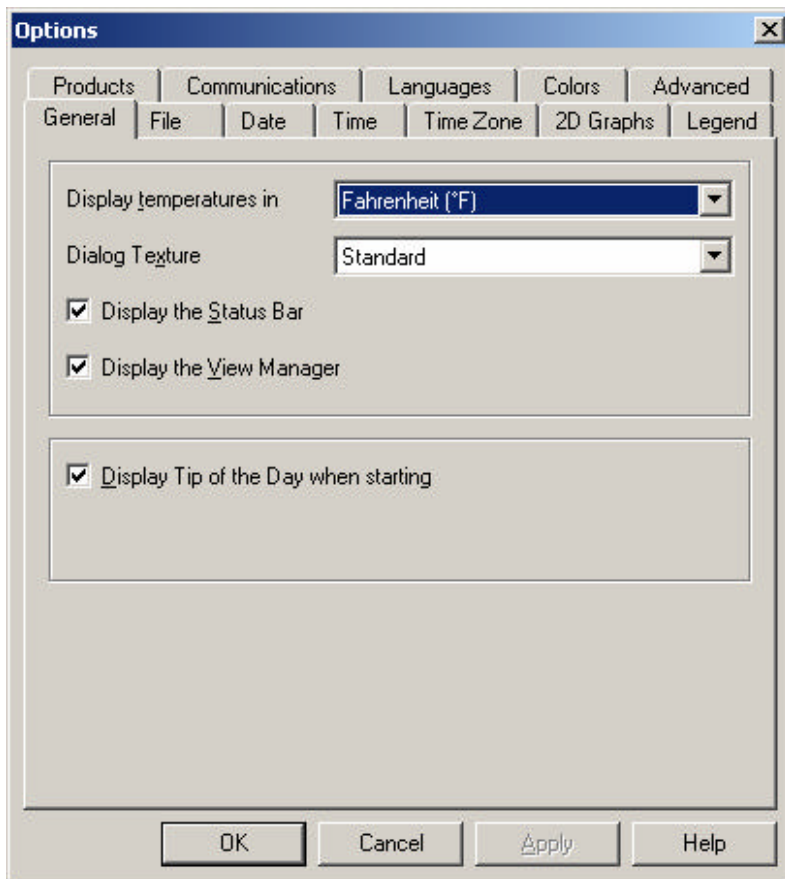 Options
Products Communications Languages Colors Advanced
General File Date Time Time Zone 2D Graphs Legend
Display temperatures in Fahrenheit (°F)
Dialog Texture Standard
Display the Status Bar
Display the View Manager
Display Tip of the Day when starting
OK Cancel Apply Help